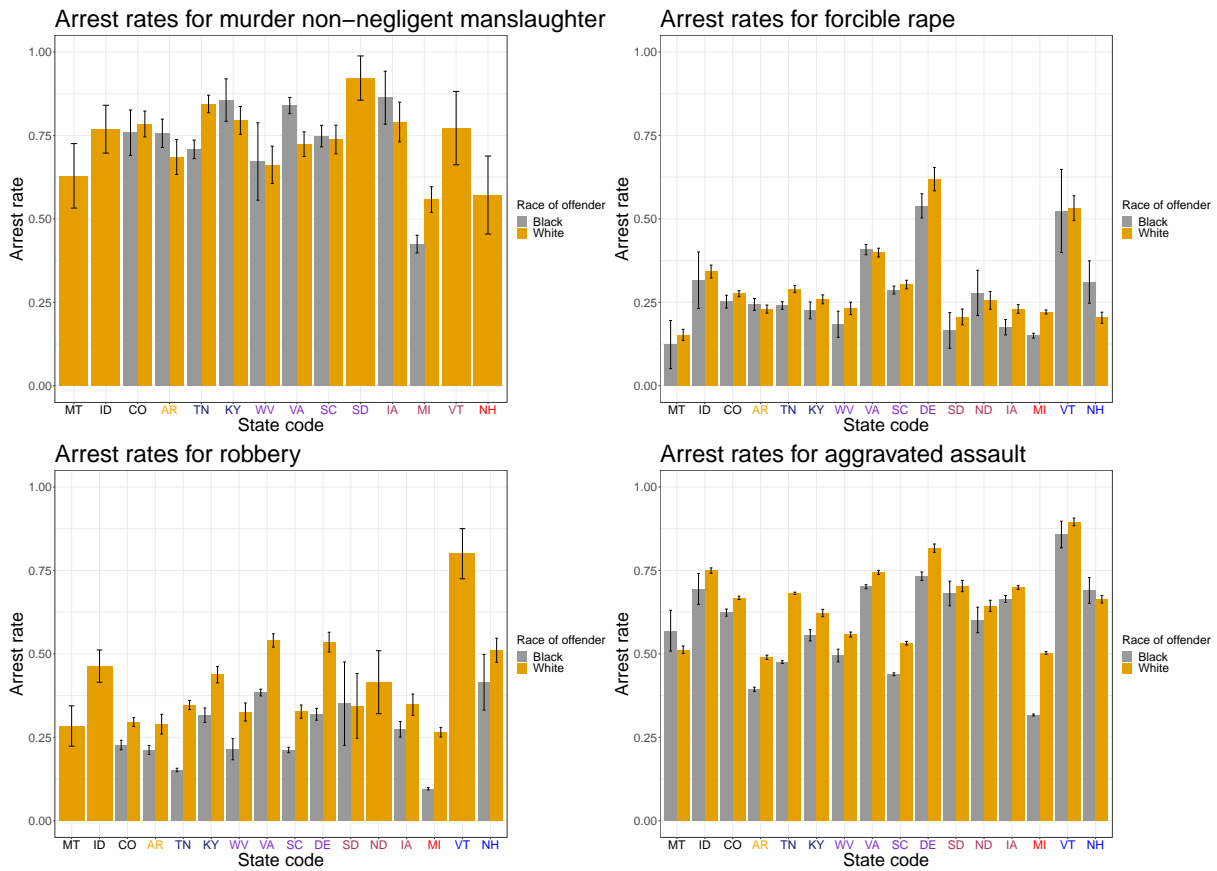 Arrest rates for murder non−negligent manslaughter
1.00
0.75
0.50
0.25
0.00
Arrest rate
MT ID CO AR TN KY WV VA SC SD IA MI VT NH
State code
Race of offender
Black
White
Arrest rates for forcible rape
1.00
0.75
0.50
0.25
0.00
Arrest rate
MT ID CO AR TN KY WV VA SC DE SD ND IA MI VT NH
State code
Race of offender
Black
White
Arrest rates for robbery
1.00
0.75
0.50
0.25
0.00
Arrest rate
MT ID CO AR TN KY WV VA SC DE SD ND IA MI VT NH
State code
Race of offender
Black
White
Arrest rates for aggravated assault
1.00
0.75
0.50
0.25
0.00
Arrest rate
MT ID CO AR TN KY WV VA SC DE SD ND IA MI VT NH
State code
Race of offender
Black
White